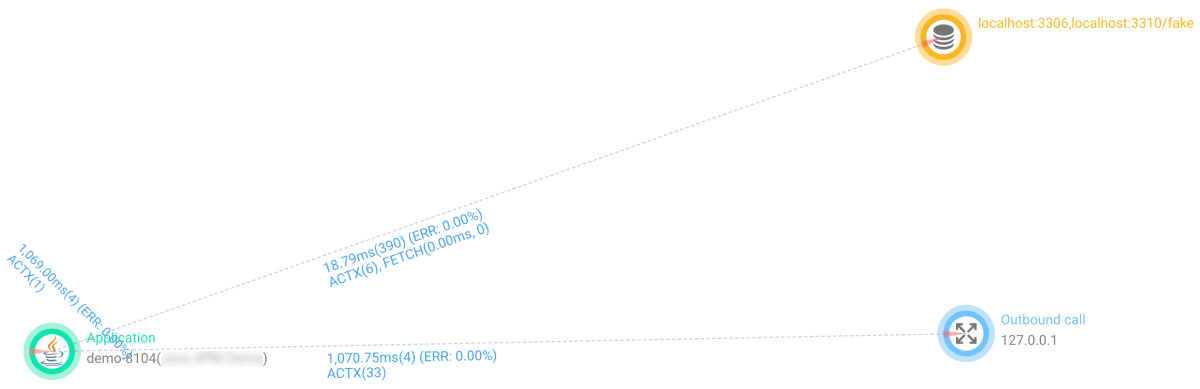 localhost:3306,localhost:3310/fake
18.79ms(390) (ERR: 0.00%)
ACTX(6), FETCH(0.00ms, 0)
1,069.00ms(4) (ERR: 0.00%)
ACTX(1)
Application
demo-8104( )
Outbound call
127.0.0.1
1,070.75ms(4) (ERR: 0.00%)
ACTX(33)